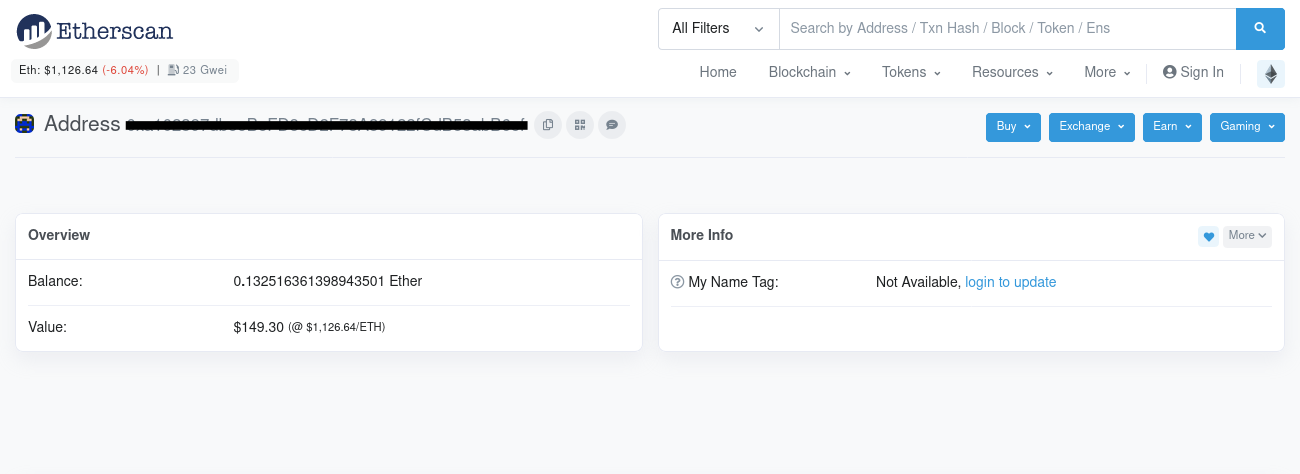 Etherscan
All Filters
Search by Address / Txn Hash / Block / Token / Ens
Eth: $1,126.64 (-6.04%) | 23 Gwei
Home Blockchain Tokens Resources More Sign In
Address
Buy Exchange Earn Gaming
Overview
Balance: 0.132516361398943501 Ether
Value: $149.30 (@ $1,126.64/ETH)
More Info
More
My Name Tag: Not Available, login to update